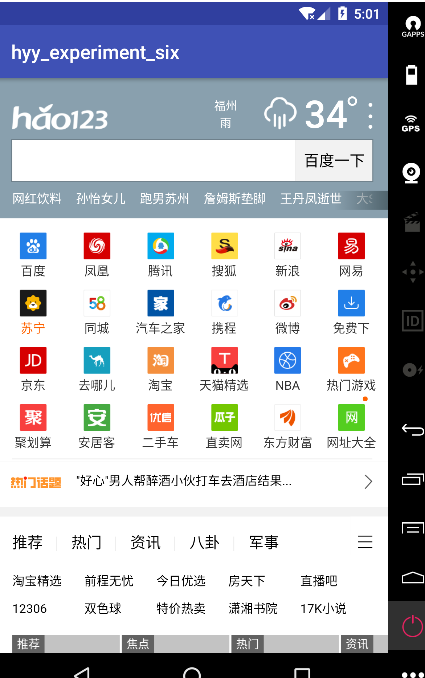 5:01
GAPPS
hyy_experiment_six
GPS
hao123
福州
雨
34°
百度一下
网红饮料 孙怡女儿 跑男苏州 詹姆斯垫脚 王丹凤逝世
百度 凤凰 腾讯 搜狐 新浪 网易
苏宁 同城 汽车之家 携程 微博 免费下
ID
京东 去哪儿 淘宝 天猫精选 NBA 热门游戏
聚划算 安居客 二手车 直卖网 东方财富 网址大全
热门话题 "好心"男人帮醉酒小伙打车去酒店结果...
推荐 热门 资讯 八卦 军事
淘宝精选 前程无忧 今日优选 房天下 直播吧
12306 双色球 特价热卖 潇湘书院 17K小说
推荐 焦点 热门 资讯